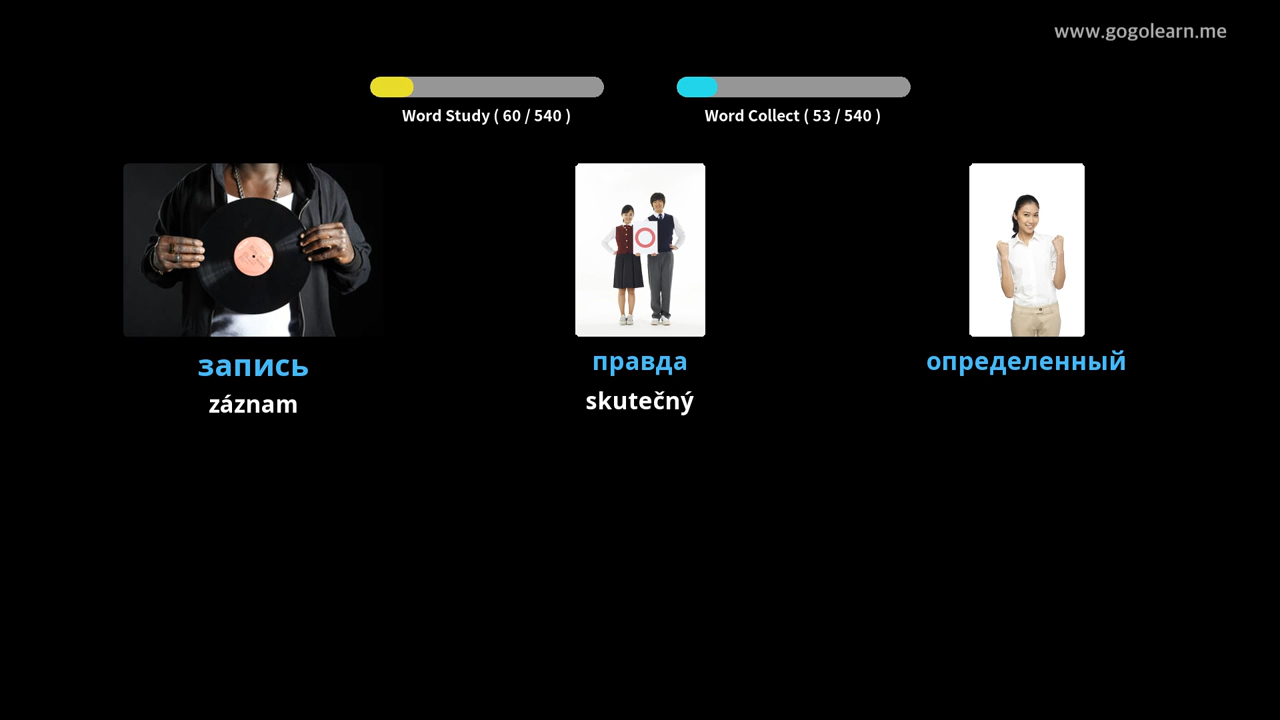 www.gogolearn.me
Word Study ( 60 / 540 )
Word Collect ( 53 / 540 )
запись
záznam
правда
skutečný
определенный